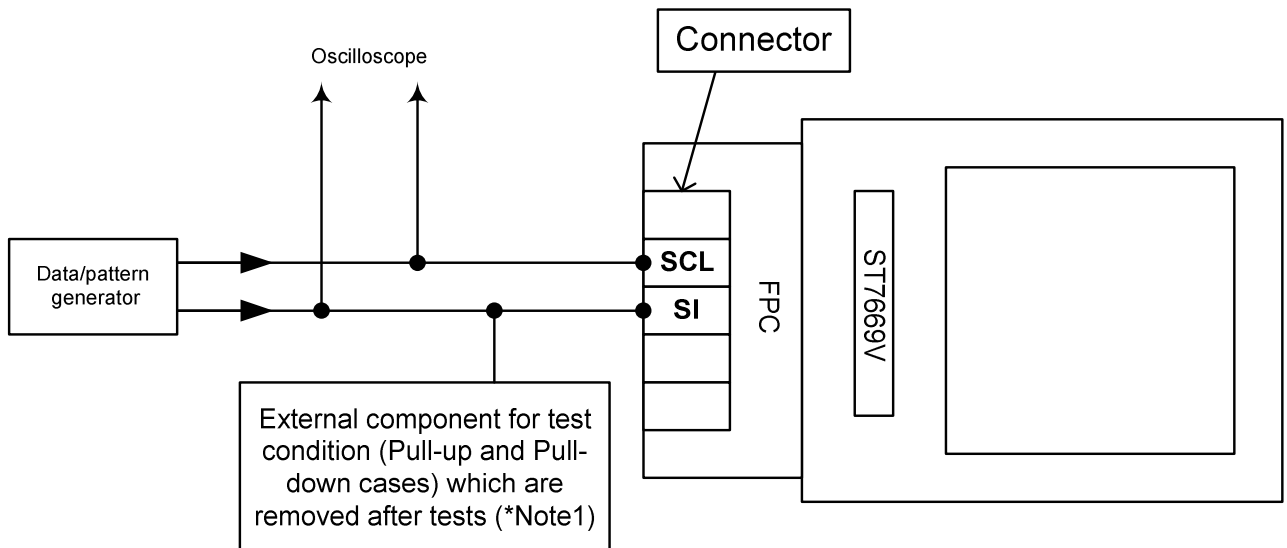 Connector
Oscilloscope
Data/pattern
generator
SCL
SI
FPC
ST7669V
External component for test
condition (Pull-up and Pull-
down cases) which are
removed after tests (*Note1)